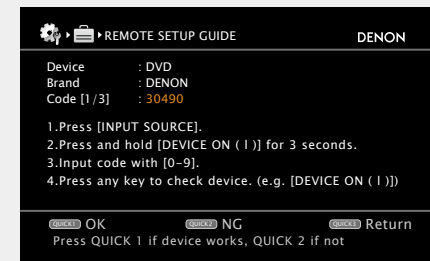 REMOTE SETUP GUIDE DENON
Device : DVD
Brand : DENON
Code [1/3] : 30490
1.Press [INPUT SOURCE].
2.Press and hold [DEVICE ON ( I )] for 3 seconds.
3.Input code with [0–9].
4.Press any key to check device. (e.g. [DEVICE ON ( I )])
QUICK1 OK QUICK2 NG QUICK3 Return
Press QUICK 1 if device works, QUICK 2 if not